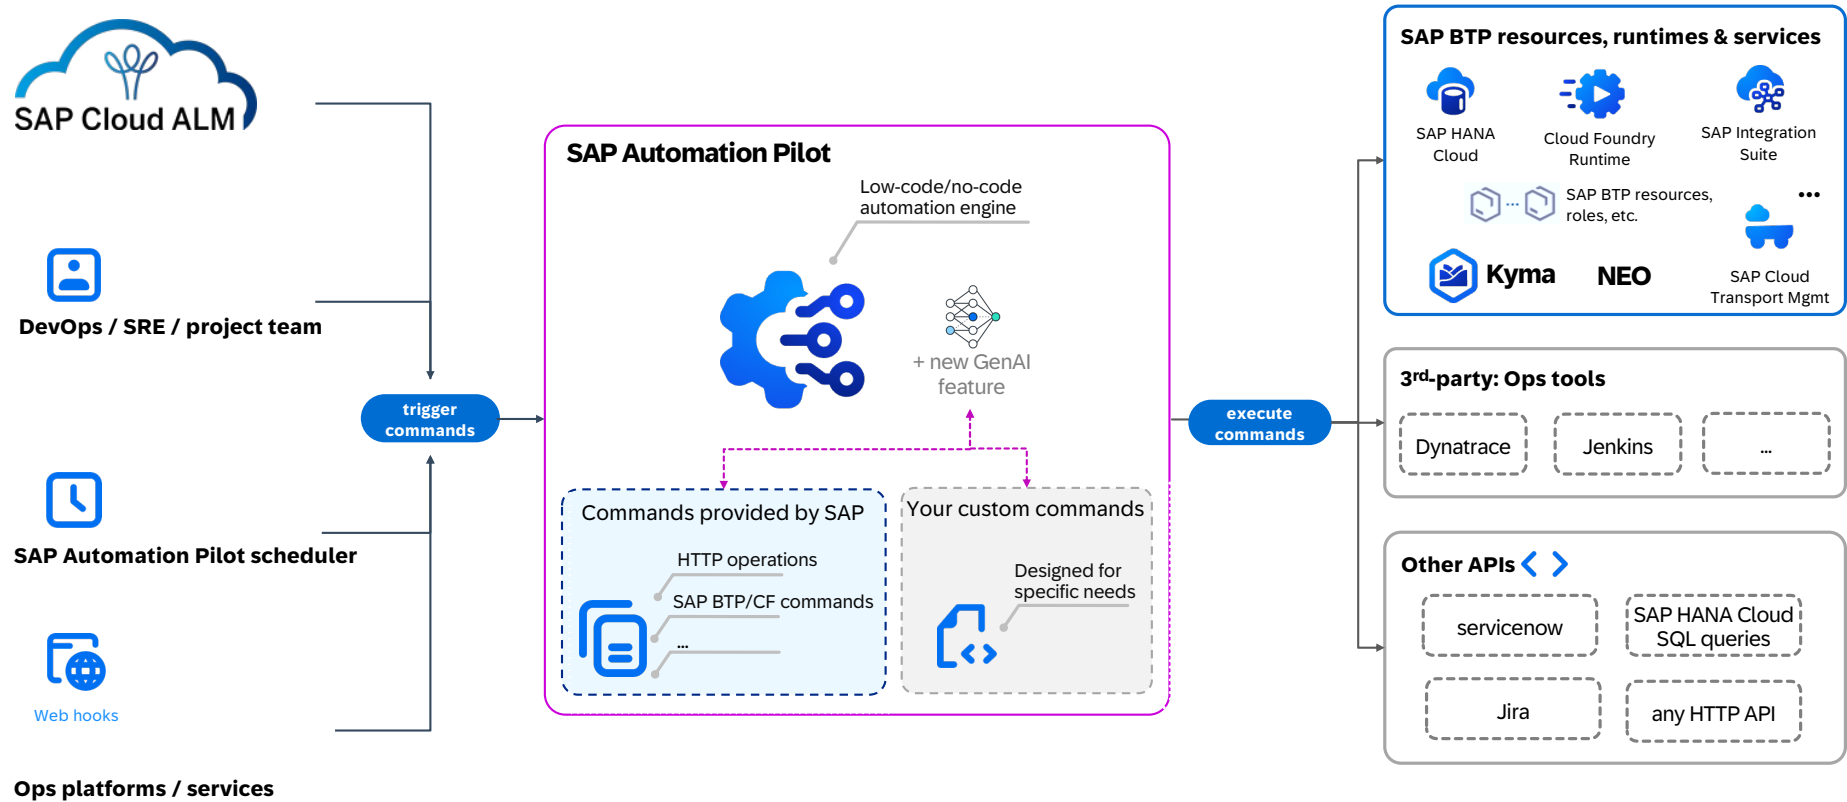 SAP Cloud ALM
DevOps / SRE / project team
SAP Automation Pilot scheduler
Web hooks
Ops platforms / services
trigger
commands
SAP Automation Pilot
Low-code/no-code
automation engine
+ new GenAI
feature
Commands provided by SAP
HTTP operations
SAP BTP/CF commands
...
Your custom commands
Designed for
specific needs
execute
commands
SAP BTP resources, runtimes & services
SAP HANA
Cloud
Cloud Foundry
Runtime
SAP Integration
Suite
...
SAP BTP resources,
roles, etc.
...
Kyma
NEO
SAP Cloud
Transport Mgmt
3rd-party: Ops tools
Dynatrace
Jenkins
...
Other APIs < >
servicenow
SAP HANA Cloud
SQL queries
Jira
any HTTP API